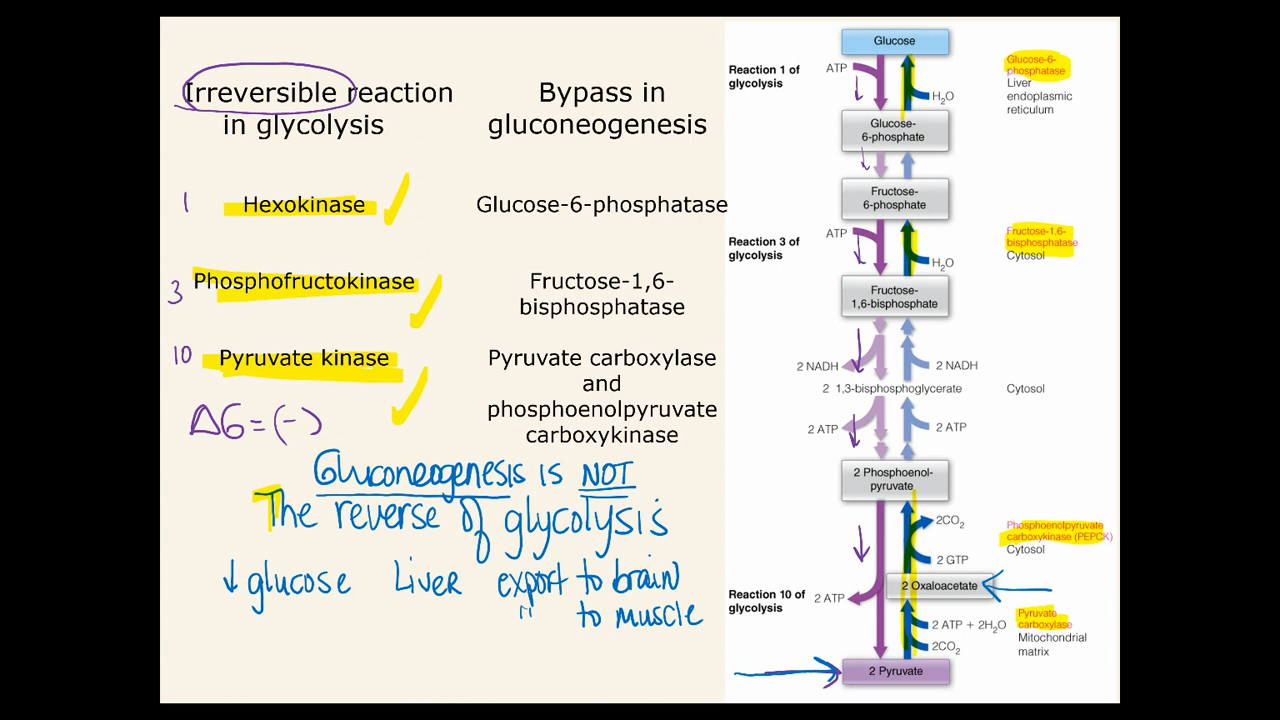 Irreversible reaction
in glycolysis
Bypass in
gluconeogenesis
1
Hexokinase
Glucose-6-phosphatase
3
Phosphofructokinase
Fructose-1,6-
bisphosphatase
10
Pyruvate kinase
Pyruvate carboxylase
and
phosphoenolpyruvate
carboxykinase
ΔG = (-)
Gluconeogenesis is NOT
The reverse of glycolysis
↓ glucose Liver export to brain
" to muscle
Glucose
Reaction 1 of
glycolysis
ATP
H2O
Glucose-6-
phosphatase
Liver
endoplasmic
reticulum
Glucose-
6-phosphate
Fructose-
6-phosphate
Reaction 3 of
glycolysis
ATP
H2O
Fructose-1,6-
bisphosphatase
Cytosol
Fructose-
1,6-bisphosphate
2 NADH
2 NADH
2 1,3-bisphosphoglycerate
Cytosol
2 ATP
2 ATP
2 Phosphoenol-
pyruvate
2CO2
2 GTP
Phosphoenolpyruvate
carboxykinase (PEPCK)
Cytosol
2 Oxaloacetate
Reaction 10 of
glycolysis
2 ATP
2 ATP + 2H2O
2CO2
Pyruvate
carboxylase
Mitochondrial
matrix
2 Pyruvate